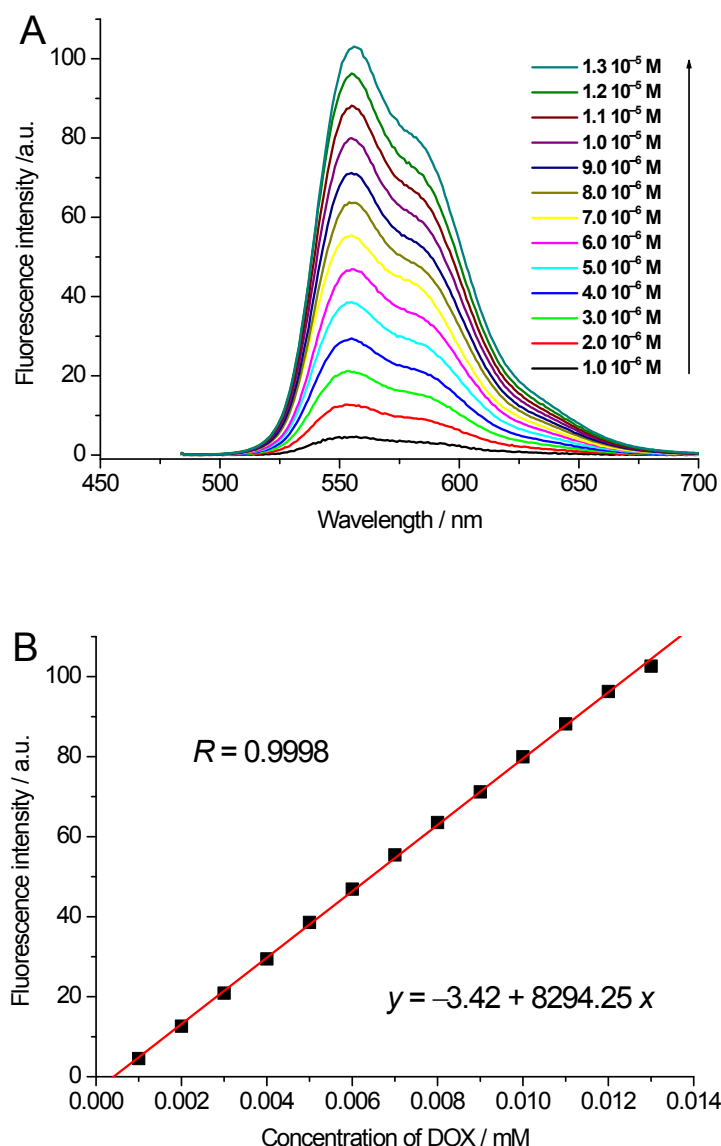 A
Fluorescence intensity /a.u.
100
80
60
40
20
0
450
500
550
600
650
700
Wavelength / nm
1.3 10⁻⁵ M
1.2 10⁻⁵ M
1.1 10⁻⁵ M
1.0 10⁻⁵ M
9.0 10⁻⁶ M
8.0 10⁻⁶ M
7.0 10⁻⁶ M
6.0 10⁻⁶ M
5.0 10⁻⁶ M
4.0 10⁻⁶ M
3.0 10⁻⁶ M
2.0 10⁻⁶ M
1.0 10⁻⁶ M
B
Fluorescence intensity / a.u.
100
80
60
40
20
0
R = 0.9998
y = –3.42 + 8294.25 x
0.000
0.002
0.004
0.006
0.008
0.010
0.012
0.014
Concentration of DOX / mM